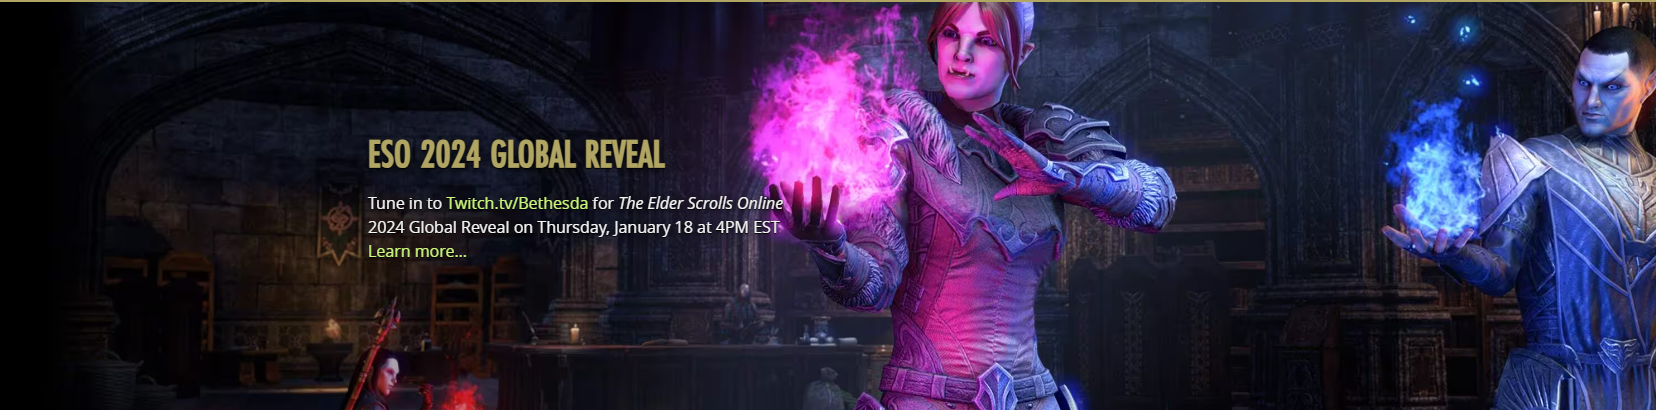 ESO 2024 GLOBAL REVEAL
Tune in to Twitch.tv/Bethesda for The Elder Scrolls Online
2024 Global Reveal on Thursday, January 18 at 4PM EST
Learn more...